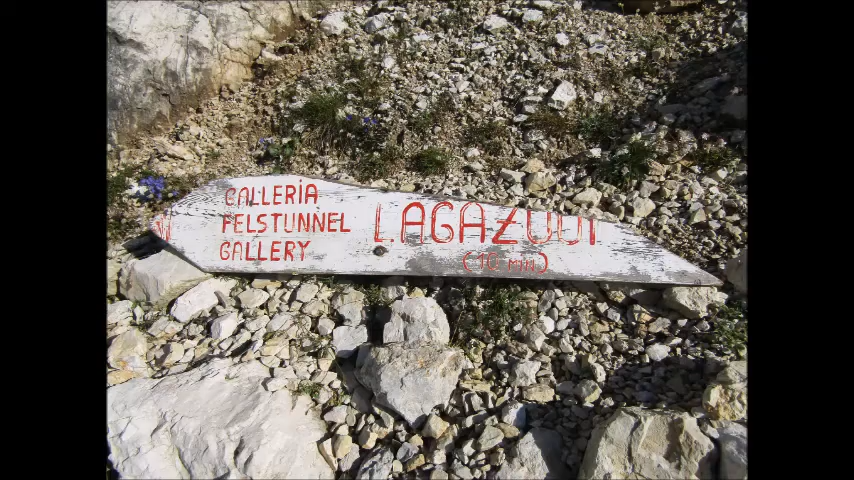 GALLERIA
FELSTUNNEL
GALLERY
LAGAZUOI
(10 MIN)